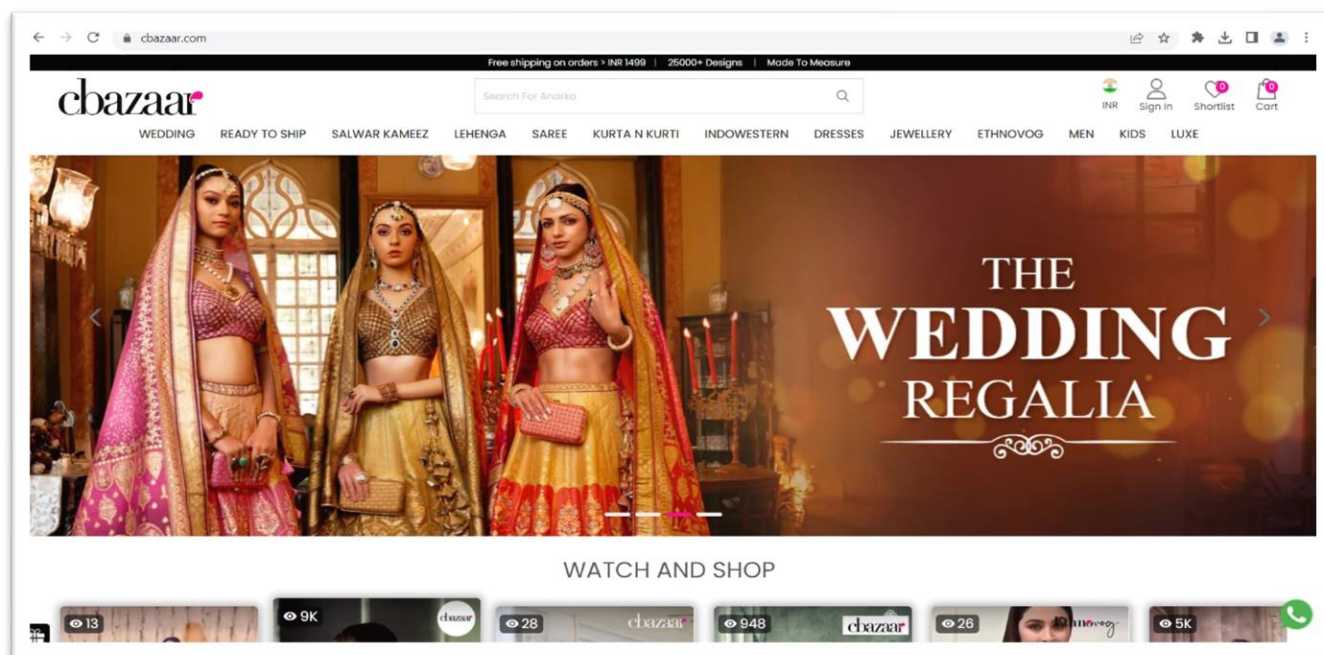 cbazaar.com
Free shipping on orders > INR 1499 | 25000+ Designs | Made To Measure
cbazaar
Search For Anarka
INR
Sign In
0
Shortlist
0
Cart
WEDDING READY TO SHIP SALWAR KAMEEZ LEHENGA SAREE KURTA N KURTI INDOWESTERN DRESSES JEWELLERY ETHNOVOG MEN KIDS LUXE
THE
WEDDING
REGALIA
WATCH AND SHOP
13
9K
cbazaar
28
cbazaar
948
cbazaar
26
5K